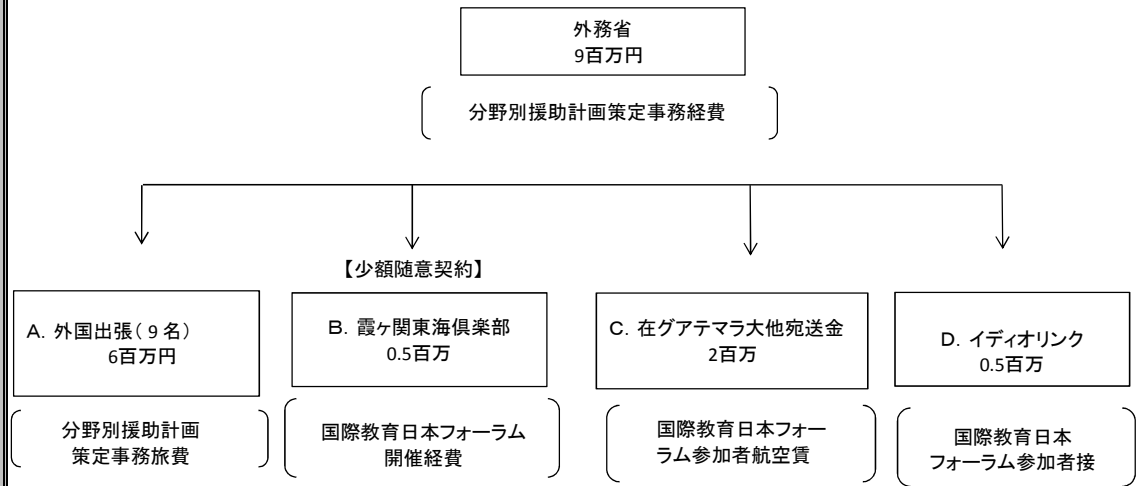 外務省
9百万円
分野別援助計画策定事務経費
【少額随意契約】
A. 外国出張(9名)
6百万円
B. 霞ヶ関東海倶楽部
0.5百万
C. 在グアテマラ大他宛送金
2百万
D. イディオリンク
0.5百万
分野別援助計画
策定事務旅費
国際教育日本フォーラム
開催経費
国際教育日本フォー
ラム参加者航空賃
国際教育日本
フォーラム参加者接